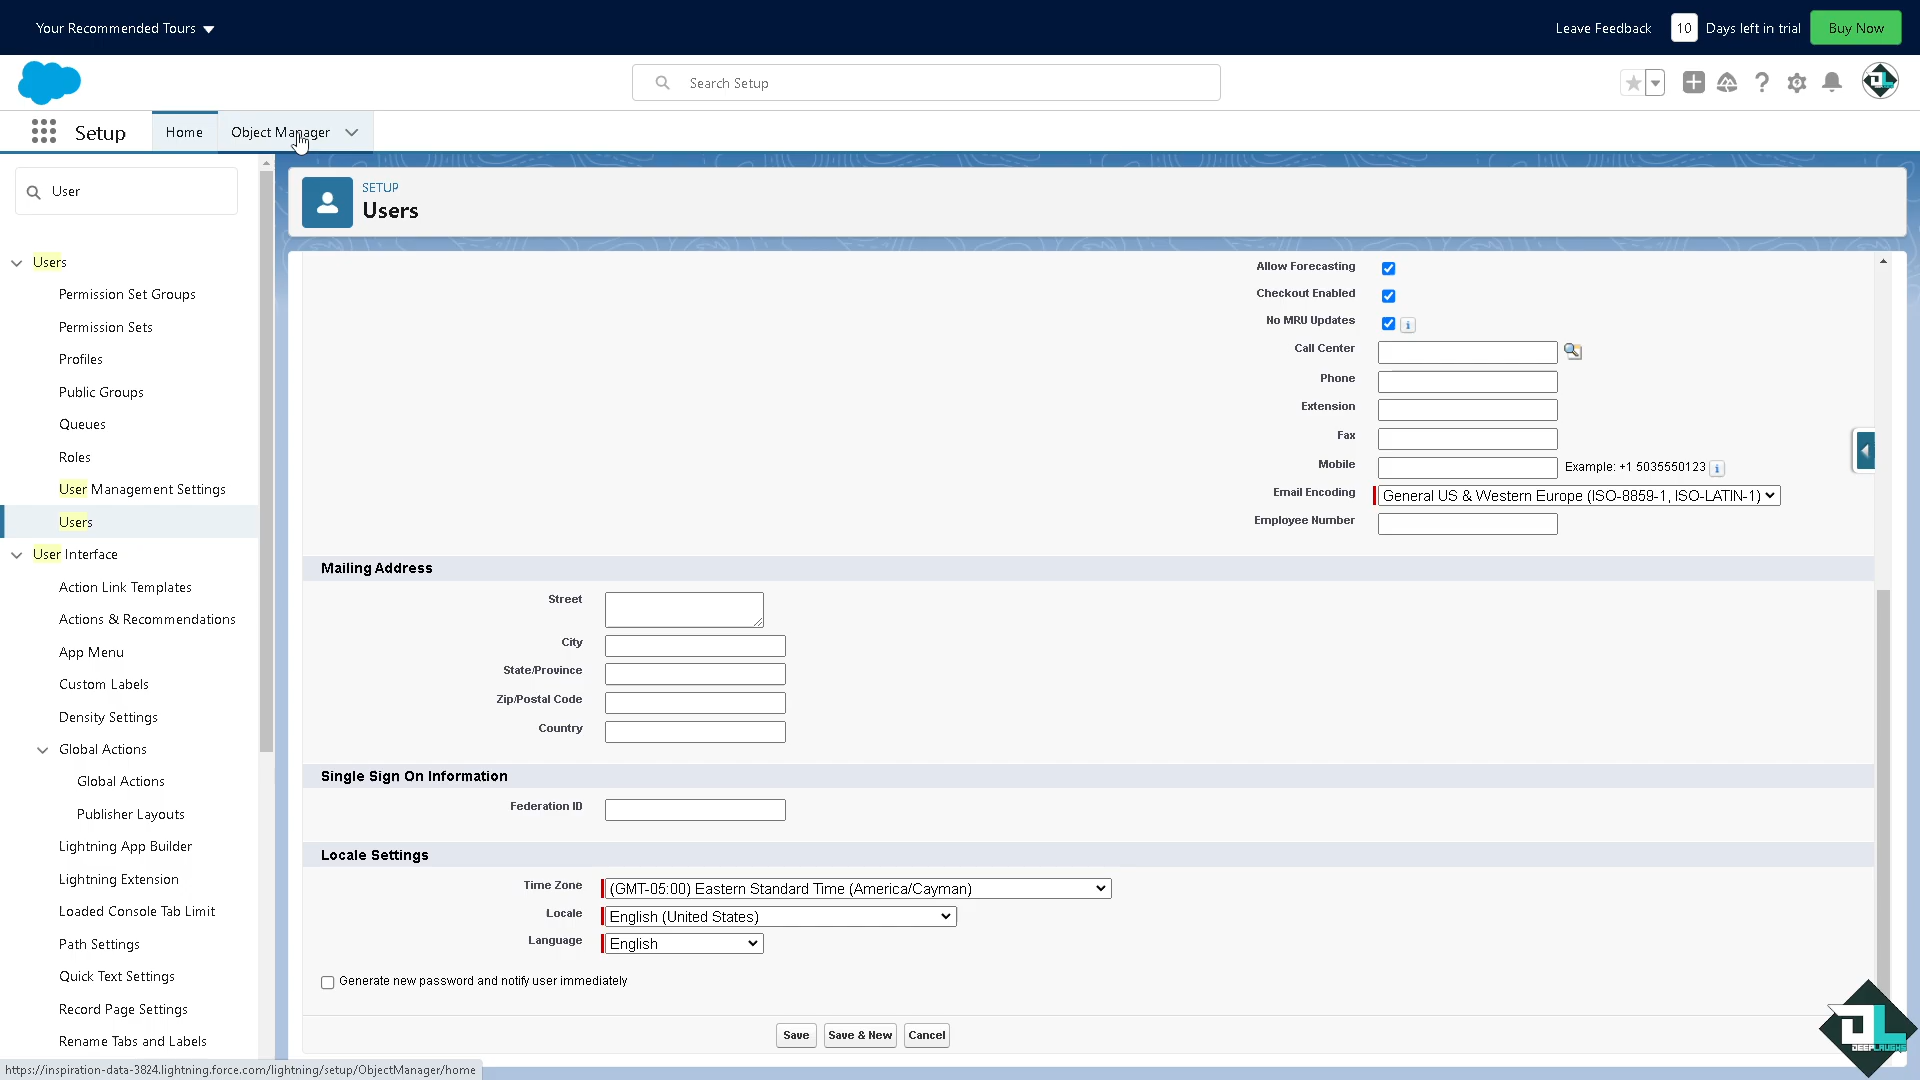 Your Recommended Tours
Leave Feedback
10
Days left in trial
Buy Now
Search Setup
Setup
Home
Object Manager
User
SETUP
Users
Users
Permission Set Groups
Permission Sets
Profiles
Public Groups
Queues
Roles
User Management Settings
Users
User Interface
Action Link Templates
Actions & Recommendations
App Menu
Custom Labels
Density Settings
Global Actions
Global Actions
Publisher Layouts
Lightning App Builder
Lightning Extension
Loaded Console Tab Limit
Path Settings
Quick Text Settings
Record Page Settings
Rename Tabs and Labels
Allow Forecasting
Checkout Enabled
No MRU Updates
Call Center
Phone
Extension
Fax
Mobile
Example: +1 5035550123
Email Encoding
General US & Western Europe (ISO-8859-1, ISO-LATIN-1)
Employee Number
Mailing Address
Street
City
State/Province
Zip/Postal Code
Country
Single Sign On Information
Federation ID
Locale Settings
Time Zone
(GMT-05:00) Eastern Standard Time (America/Cayman)
Locale
English (United States)
Language
English
Generate new password and notify user immediately
Save
Save & New
Cancel
https://inspiration-data-3824.lightning.force.com/lightning/setup/ObjectManager/home
DEEPLAUGHS